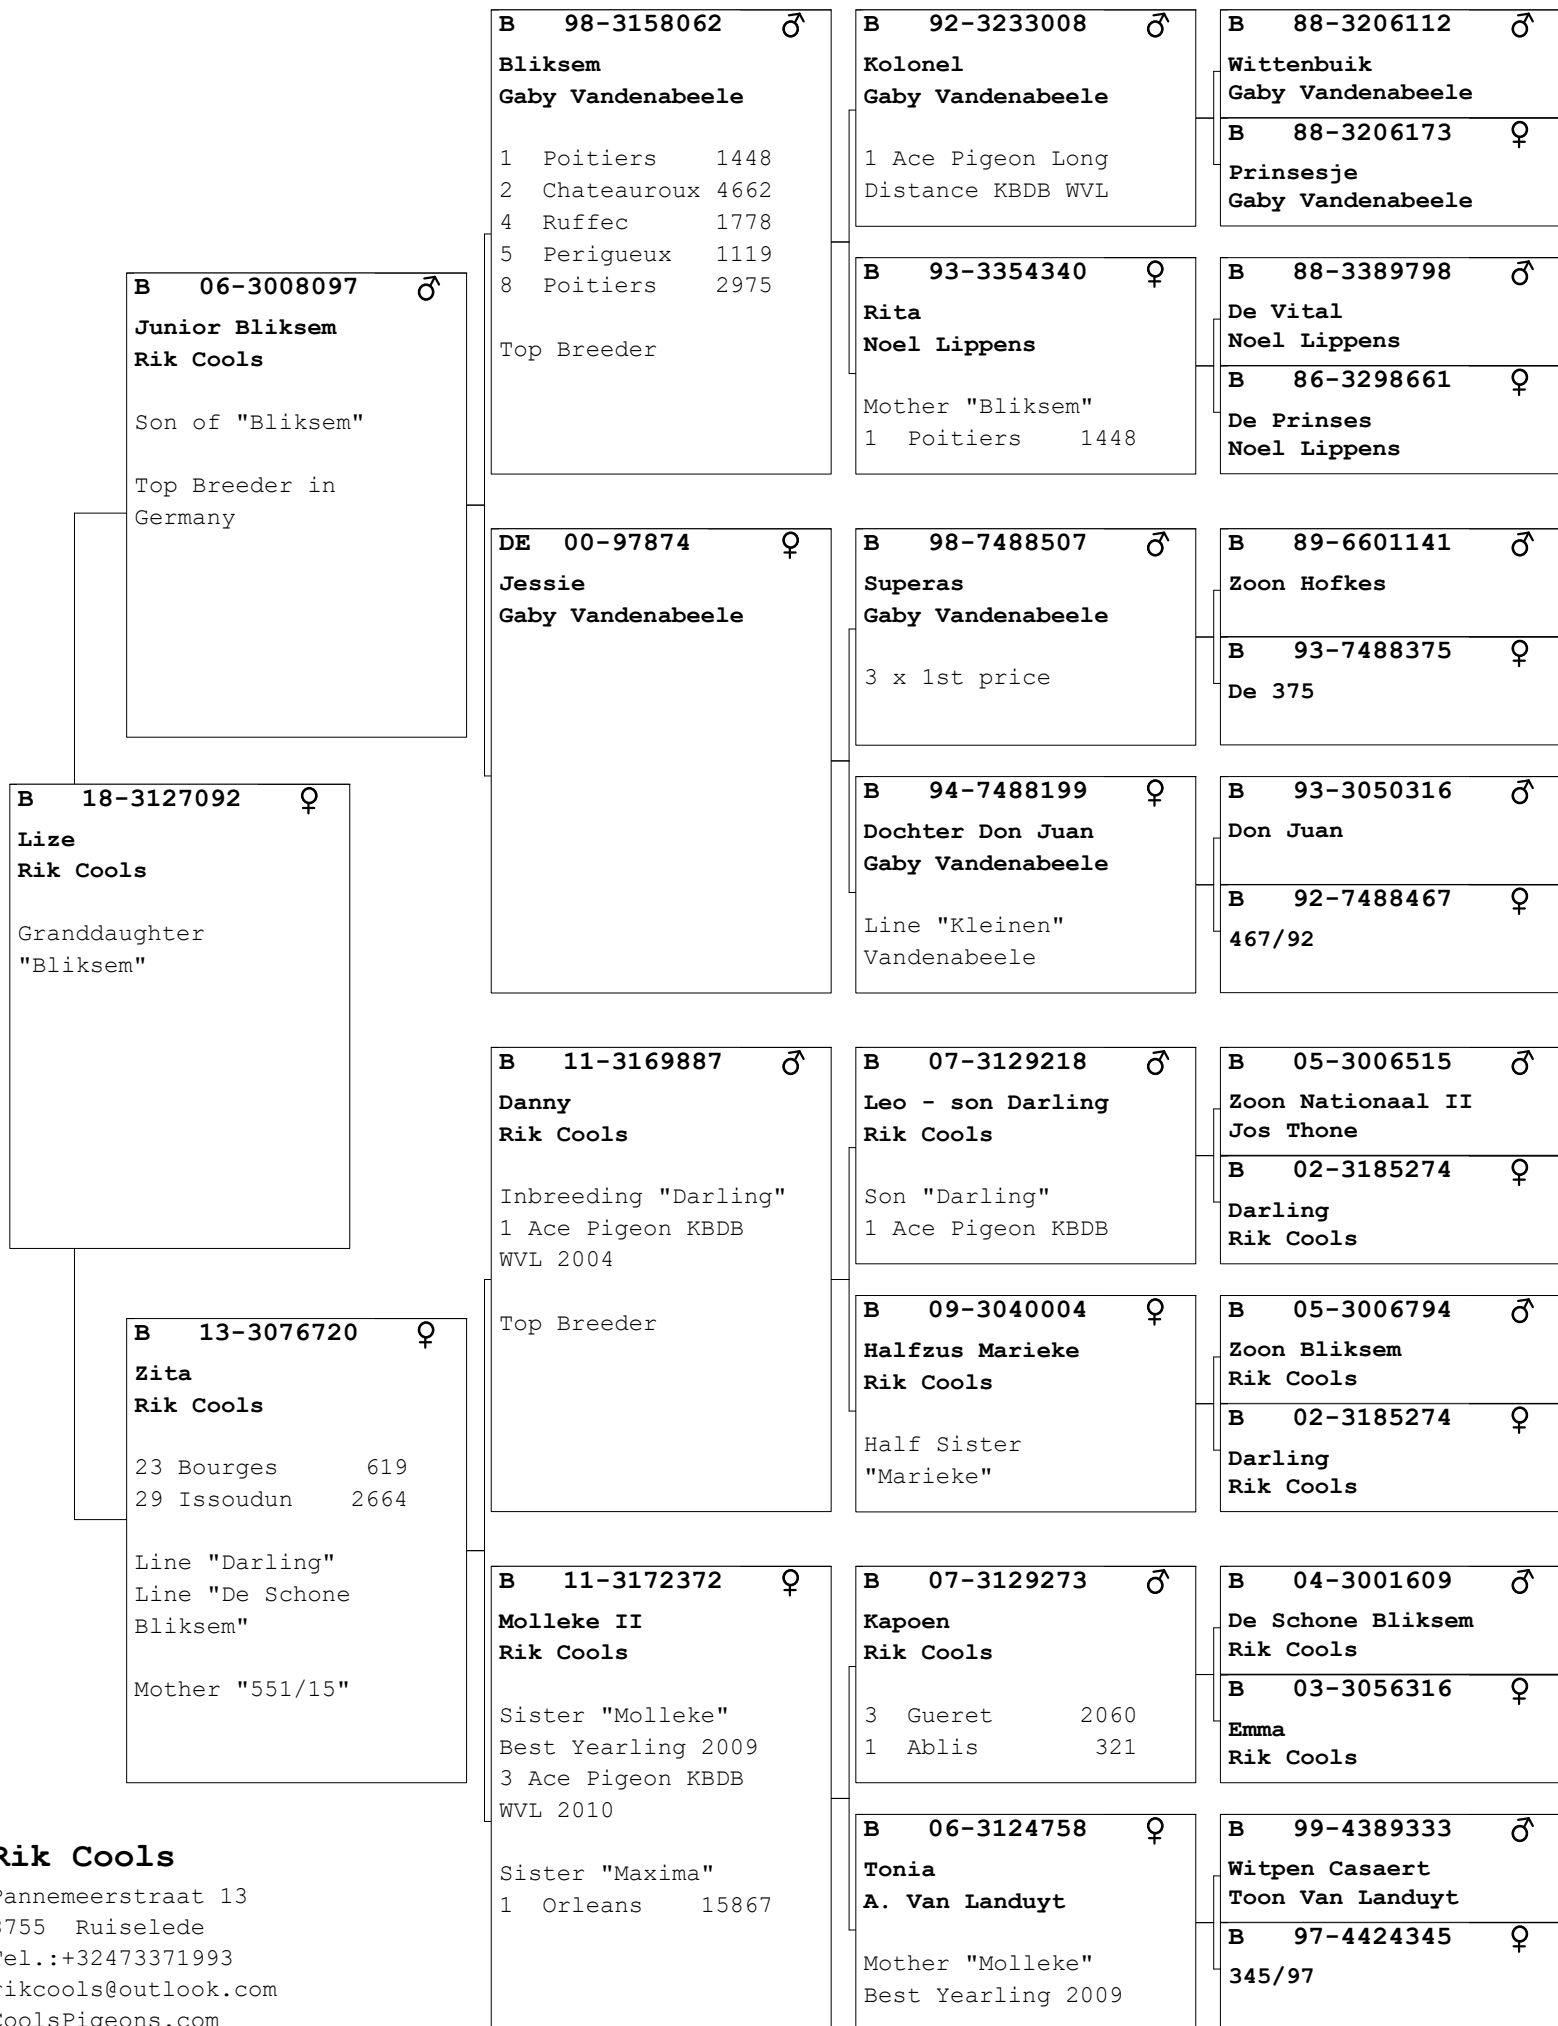 B 98-3158062 ♂
Bliksem
Gaby Vandenabeele
1 Poitiers 1448
2 Chateauroux 4662
4 Ruffec 1778
5 Perigueux 1119
8 Poitiers 2975
Top Breeder
B 92-3233008 ♂
Kolonel
Gaby Vandenabeele
1 Ace Pigeon Long
Distance KBDB WVL
B 88-3206112 ♂
Wittenbuik
Gaby Vandenabeele
B 88-3206173 ♀
Prinsesje
Gaby Vandenabeele
B 93-3354340 ♀
Rita
Noel Lippens
Mother "Bliksem"
1 Poitiers 1448
B 88-3389798 ♂
De Vital
Noel Lippens
B 86-3298661 ♀
De Prinses
Noel Lippens
B 06-3008097 ♂
Junior Bliksem
Rik Cools
Son of "Bliksem"
Top Breeder in
Germany
DE 00-97874 ♀
Jessie
Gaby Vandenabeele
B 98-7488507 ♂
Superas
Gaby Vandenabeele
3 x 1st price
B 89-6601141 ♂
Zoon Hofkes
B 93-7488375 ♀
De 375
B 94-7488199 ♀
Dochter Don Juan
Gaby Vandenabeele
Line "Kleinen"
Vandenabeele
B 93-3050316 ♂
Don Juan
B 92-7488467 ♀
467/92
B 18-3127092 ♀
Lize
Rik Cools
Granddaughter
"Bliksem"
B 11-3169887 ♂
Danny
Rik Cools
Inbreeding "Darling"
1 Ace Pigeon KBDB
WVL 2004
Top Breeder
B 07-3129218 ♂
Leo - son Darling
Rik Cools
Son "Darling"
1 Ace Pigeon KBDB
B 05-3006515 ♂
Zoon Nationaal II
Jos Thone
B 02-3185274 ♀
Darling
Rik Cools
B 09-3040004 ♀
Halfzus Marieke
Rik Cools
Half Sister
"Marieke"
B 05-3006794 ♂
Zoon Bliksem
Rik Cools
B 02-3185274 ♀
Darling
Rik Cools
B 13-3076720 ♀
Zita
Rik Cools
23 Bourges 619
29 Issoudun 2664
Line "Darling"
Line "De Schone
Bliksem"
Mother "551/15"
B 11-3172372 ♀
Molleke II
Rik Cools
Sister "Molleke"
Best Yearling 2009
3 Ace Pigeon KBDB
WVL 2010
Sister "Maxima"
1 Orleans 15867
B 07-3129273 ♂
Kapoen
Rik Cools
3 Gueret 2060
1 Ablis 321
B 04-3001609 ♂
De Schone Bliksem
Rik Cools
B 03-3056316 ♀
Emma
Rik Cools
B 06-3124758 ♀
Tonia
A. Van Landuyt
Mother "Molleke"
Best Yearling 2009
B 99-4389333 ♂
Witpen Casaert
Toon Van Landuyt
B 97-4424345 ♀
345/97
Rik Cools
Pannemeerstraat 13
8755 Ruiselede
Tel.:+32473371993
rikcools@outlook.com
CoolsPigeons.com